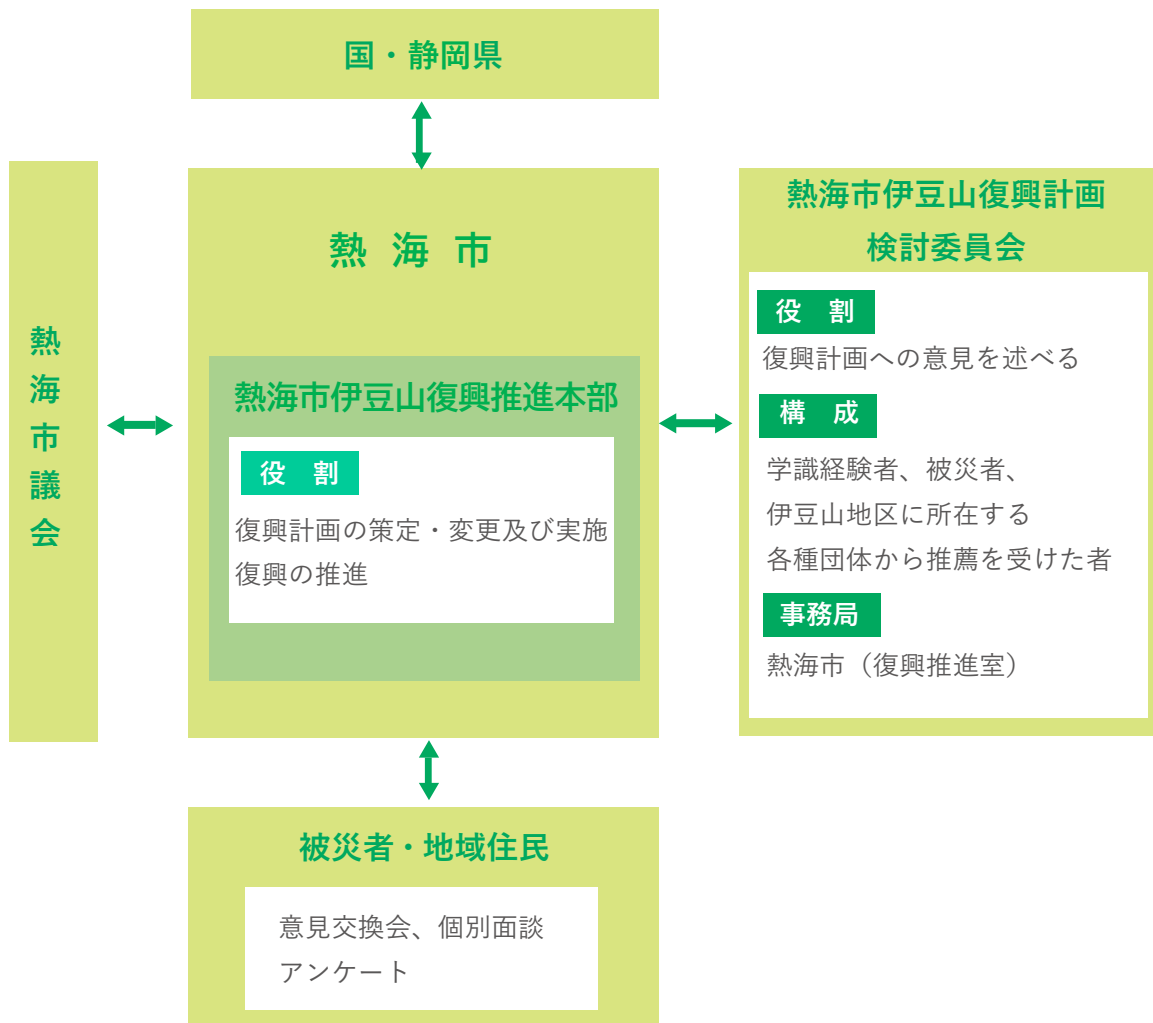 国・静岡県
熱海市議会
熱 海 市
熱海市伊豆山復興推進本部
役 割
復興計画の策定・変更及び実施
復興の推進
熱海市伊豆山復興計画
検討委員会
役 割
復興計画への意見を述べる
構 成
学識経験者、被災者、
伊豆山地区に所在する
各種団体から推薦を受けた者
事務局
熱海市（復興推進室）
被災者・地域住民
意見交換会、個別面談
アンケート